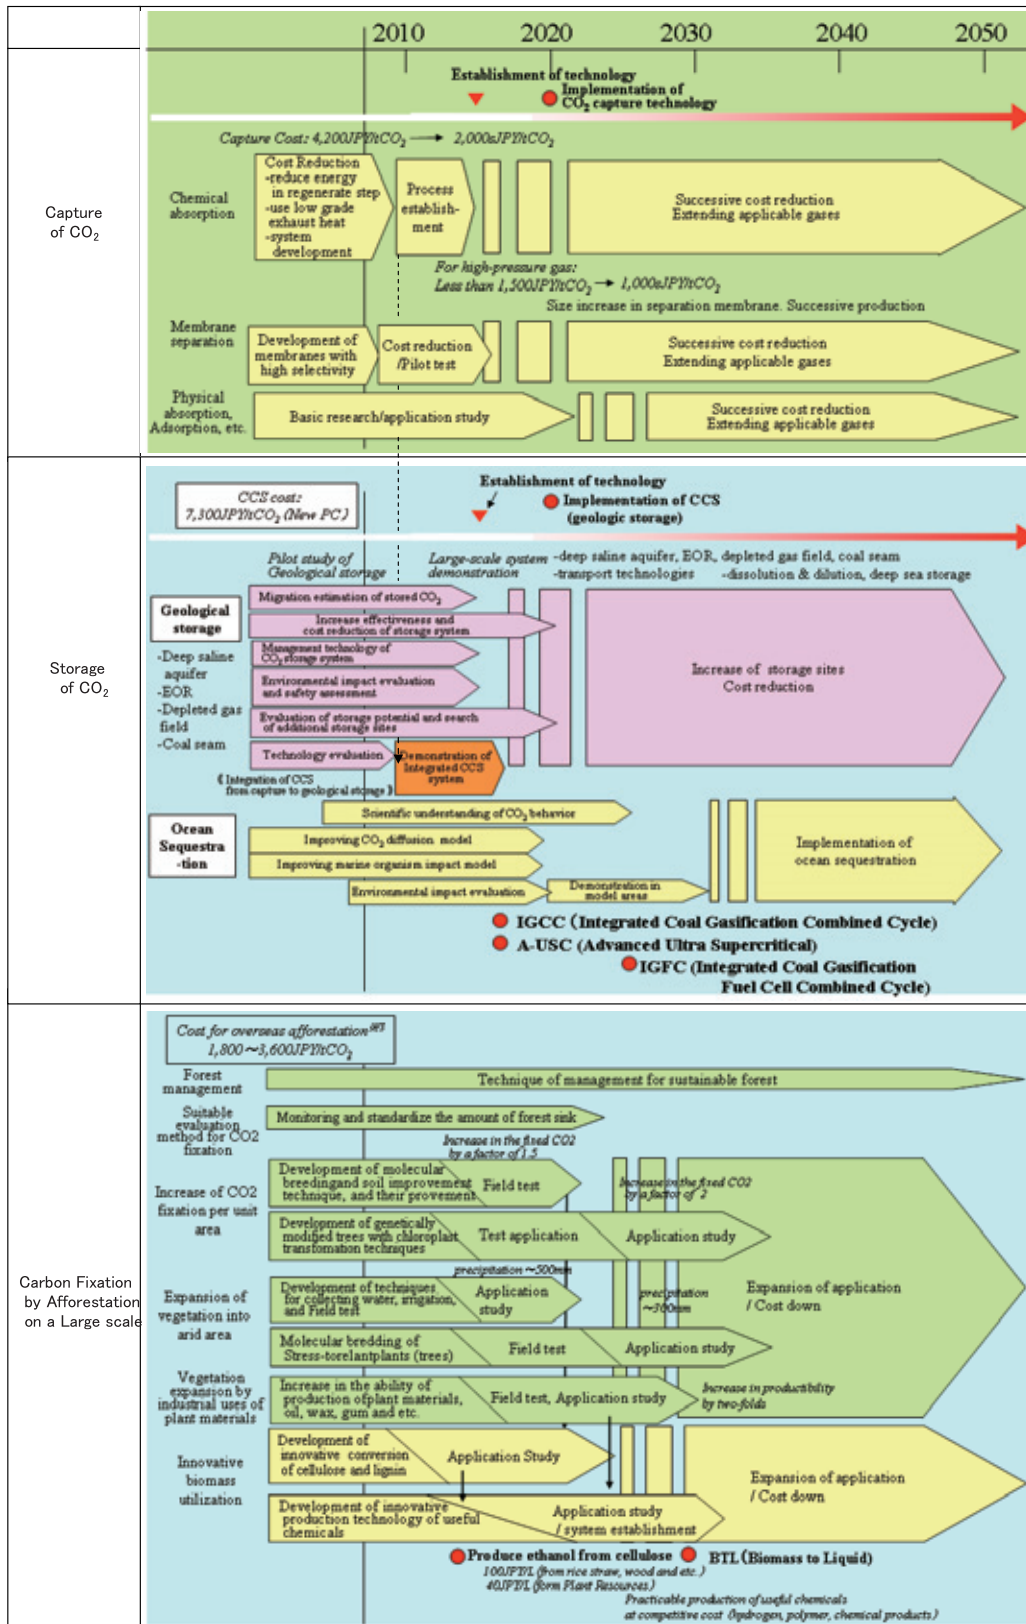 2010 2020 2030 2040 2050
Capture
of CO₂
Establishment of technology
Implementation of
CO₂ capture technology
Capture Cost: 4,200JPY/tCO₂ → 2,000sJPY/tCO₂
Chemical
absorption
Cost Reduction
-reduce energy
in regenerate step
-use low grade
exhaust heat
-system
development
Process
establish-
ment
Successive cost reduction
Extending applicable gases
For high-pressure gas:
Less than 1,500JPY/tCO₂ → 1,000sJPY/tCO₂
Size increase in separation membrane. Successive production
Membrane
separation
Development of
membranes with
high selectivity
Cost reduction
/Pilot test
Successive cost reduction
Extending applicable gases
Physical
absorption,
Adsorption, etc.
Basic research/application study
Successive cost reduction
Extending applicable gases
Storage
of CO₂
CCS cost:
7,300JPY/tCO₂ (New PC)
Establishment of technology
Implementation of CCS
(geologic storage)
Pilot study of
Geological storage
Large-scale system
demonstration
-deep saline aquifer, EOR, depleted gas field, coal seam
-transport technologies -dissolution & dilution, deep sea storage
Geological
storage
-Deep saline
aquifer
-EOR
-Depleted gas
field
-Coal seam
Migration estimation of stored CO₂
Increase effectiveness and
cost reduction of storage system
Management technology of
CO₂ storage system
Environmental impact evaluation
and safety assessment
Evaluation of storage potential and search
of additional storage sites
Technology evaluation
Demonstration of
Integrated CCS
system
《 Integration of CCS
from capture to geological storage 》
Increase of storage sites
Cost reduction
Ocean
Sequestra
-tion
Scientific understanding of CO₂ behavior
Improving CO₂ diffusion model
Improving marine organism impact model
Environmental impact evaluation
Demonstration in
model areas
Implementation of
ocean sequestration
IGCC (Integrated Coal Gasification Combined Cycle)
A-USC (Advanced Ultra Supercritical)
IGFC (Integrated Coal Gasification
Fuel Cell Combined Cycle)
Carbon Fixation
by Afforestation
on a Large scale
Cost for overseas afforestation
1,800～3,600JPY/tCO₂
Forest
management
Technique of management for sustainable forest
Suitable
evaluation
method for CO2
fixation
Monitoring and standardize the amount of forest sink
Increase in the fixed CO2
by a factor of 1.5
Increase of CO2
fixation per unit
area
Development of molecular
breedingand soil improvement
technique, and their provement
Field test
Increase in the fixed CO2
by a factor of 2
Development of genetically
modified trees with chloroplast
transfomation techniques
Test application
Application study
precipitation ~500mm
Expansion of
vegetation into
arid area
Development of techniques
for collecting water, irrigation,
and Field test
Application
study
precipitation
~300mm
Expansion of application
/ Cost down
Molecular bredding of
Stress-torelantplants (trees)
Field test
Application study
Vegetation
expansion by
industrial uses of
plant materials
Increase in the ability of
production ofplant materials,
oil, wax, gum and etc.
Field test, Application study
Increase in productibility
by two-folds
Innovative
biomass
utilization
Development of
innovative conversion
of cellulose and lignin
Application Study
Expansion of application
/ Cost down
Development of innovative
production technology of useful
chemicals
Application study
/ system establishment
Produce ethanol from cellulose
100JPY/L (from rice straw, wood and etc.)
40JPY/L (form Plant Resources)
BTL (Biomass to Liquid)
Practicable production of useful chemicals
at competitive cost (hydrogen, polymer, chemical products)